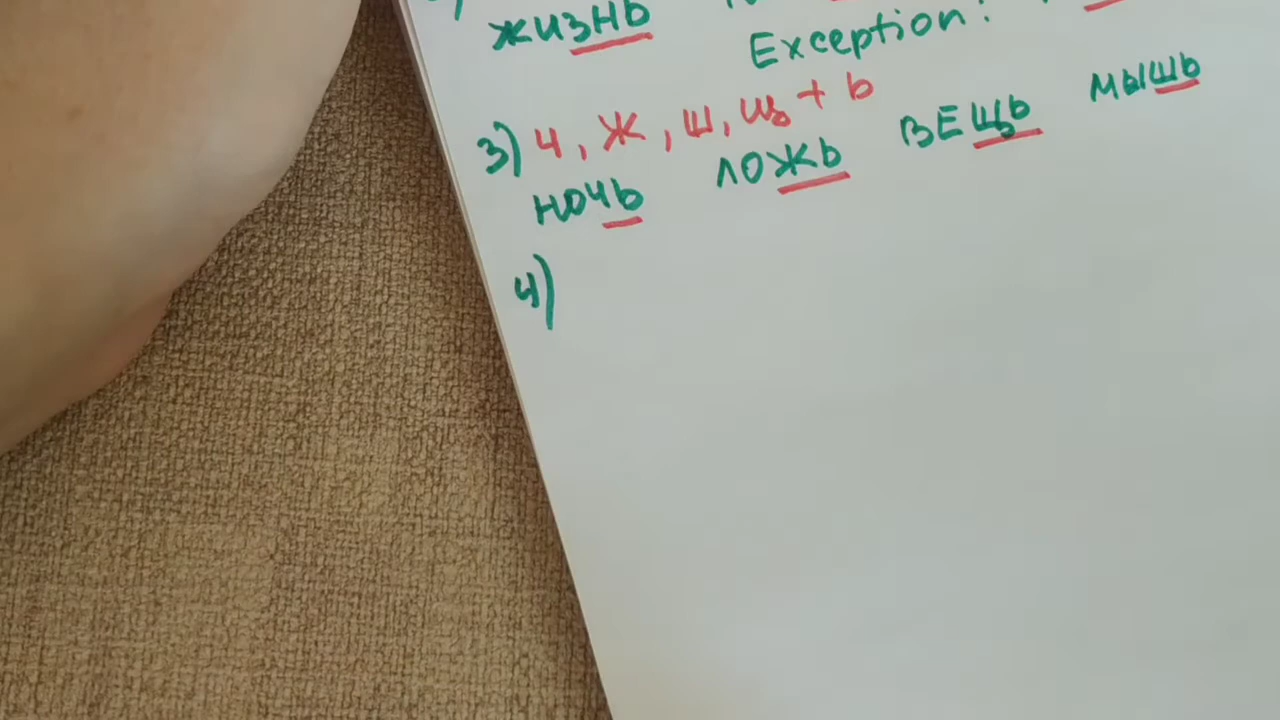 жизнь
Exception!
3) ч, ж, ш, щ + ь
ночь ложь вещь мышь
4)